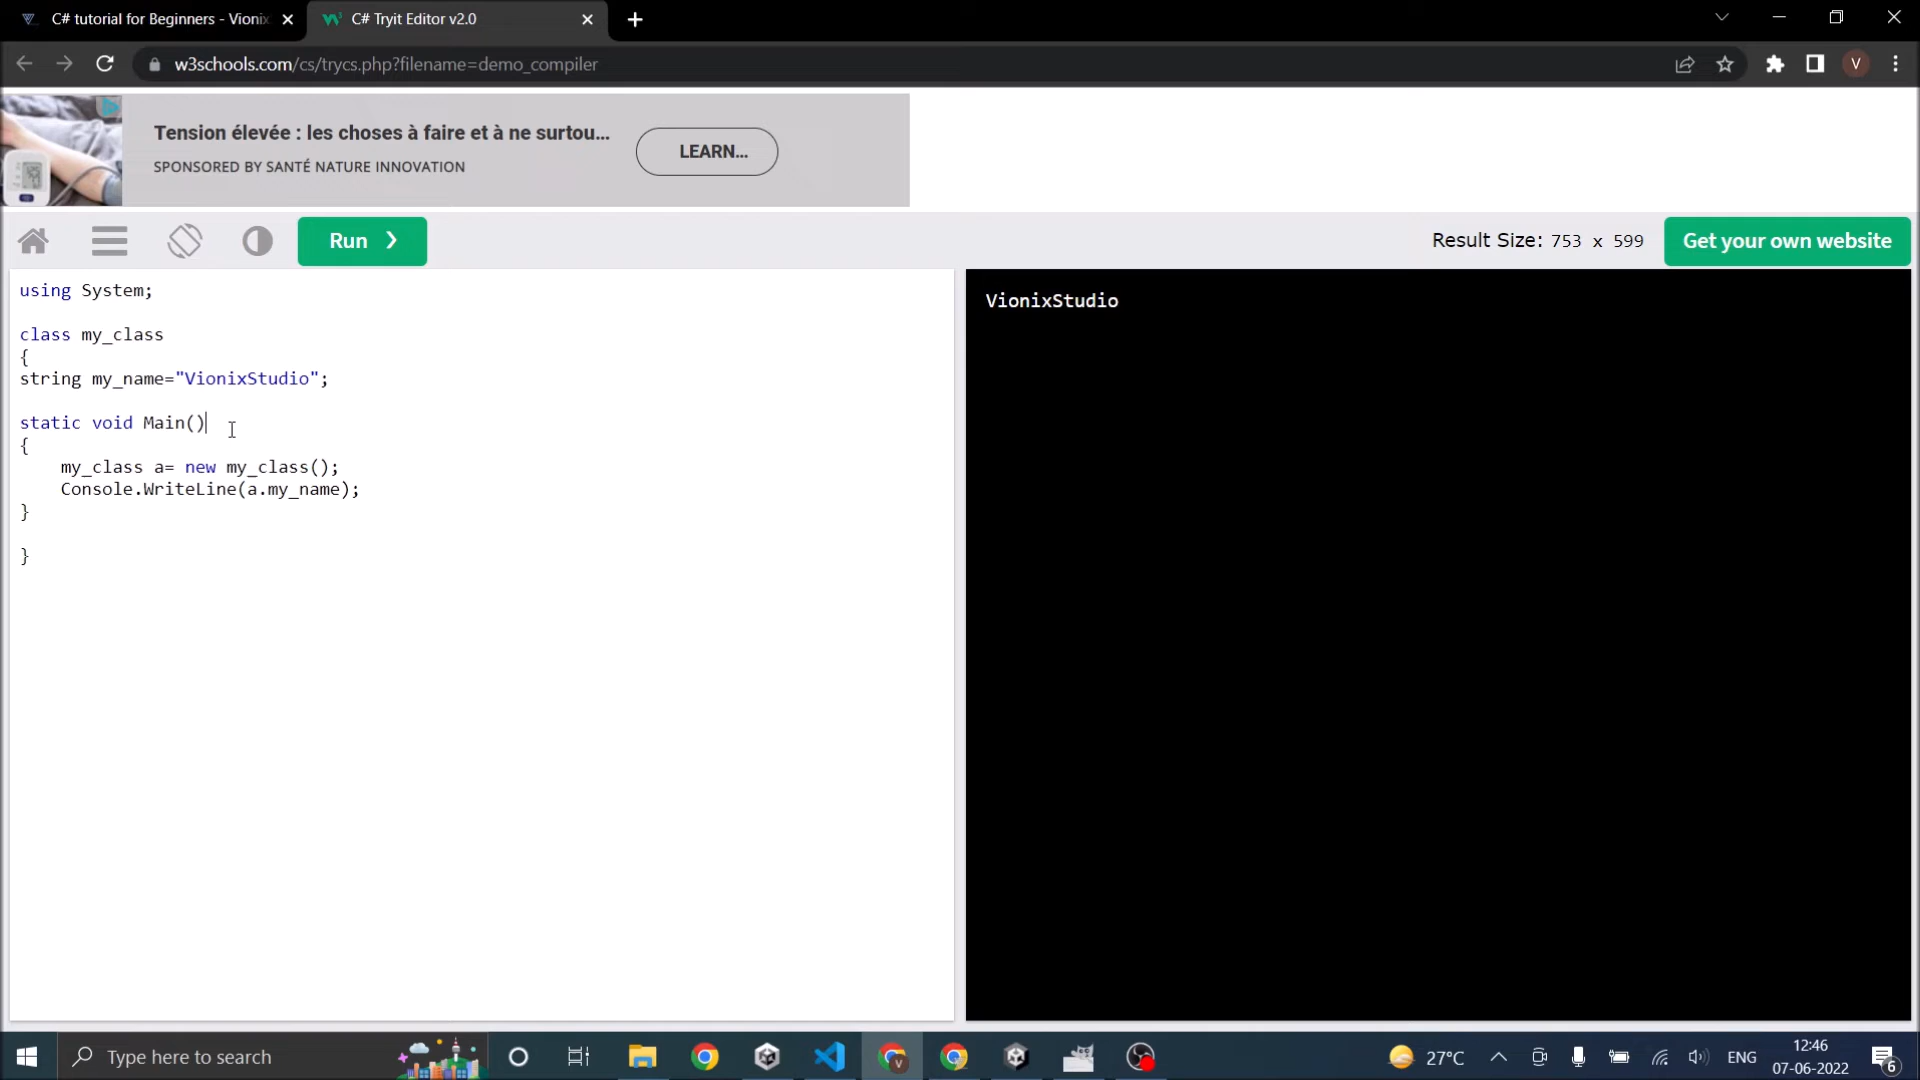 C# tutorial for Beginners - Vionix
C# Tryit Editor v2.0
w3schools.com/cs/trycs.php?filename=demo_compiler
V
Tension élevée : les choses à faire et à ne surtou...
SPONSORED BY SANTÉ NATURE INNOVATION
LEARN...
Run ❯
Result Size: 753 x 599
Get your own website
using System;
class my_class
{
string my_name="VionixStudio";
static void Main()
{
my_class a= new my_class();
Console.WriteLine(a.my_name);
}
}
VionixStudio
Type here to search
27°C
ENG
12:46
07-06-2022
6